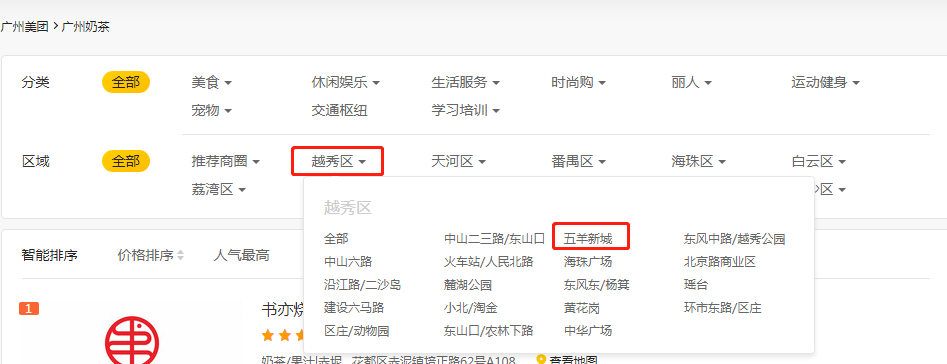 广州美团 > 广州奶茶
分类 全部 美食 休闲娱乐 生活服务 时尚购 丽人 运动健身
宠物 交通枢纽 学习培训
区域 全部 推荐商圈 越秀区 天河区 番禺区 海珠区 白云区
荔湾区 沙区
越秀区
全部 中山二三路/东山口 五羊新城 东风中路/越秀公园
中山六路 火车站/人民北路 海珠广场 北京路商业区
沿江路/二沙岛 麓湖公园 东风东/杨箕 瑶台
建设六马路 小北/淘金 黄花岗 环市东路/区庄
区庄/动物园 东山口/农林下路 中华广场
智能排序 价格排序 人气最高
1 书亦烧
奶茶/果汁|赤坭 花都区赤坭镇培正路62号A108 查看地图